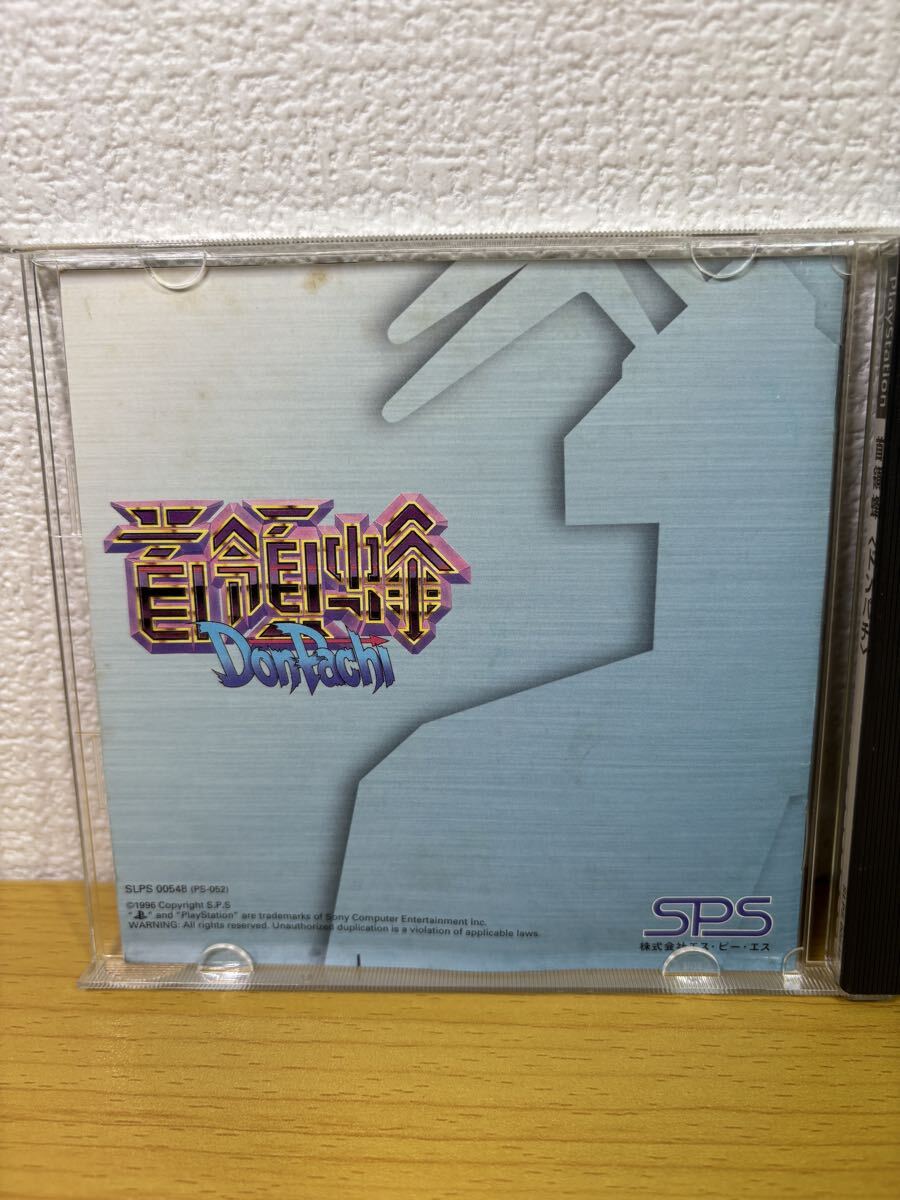 首領蜂
DonPachi
SLPS 00548 (PS-052)
©1996 Copyright S.P.S
" " and "PlayStation" are trademarks of Sony Computer Entertainment Inc.
WARNING: All rights reserved. Unauthorized duplication is a violation of applicable laws.
SPS
株式会社エス・ピー・エス
PlayStation